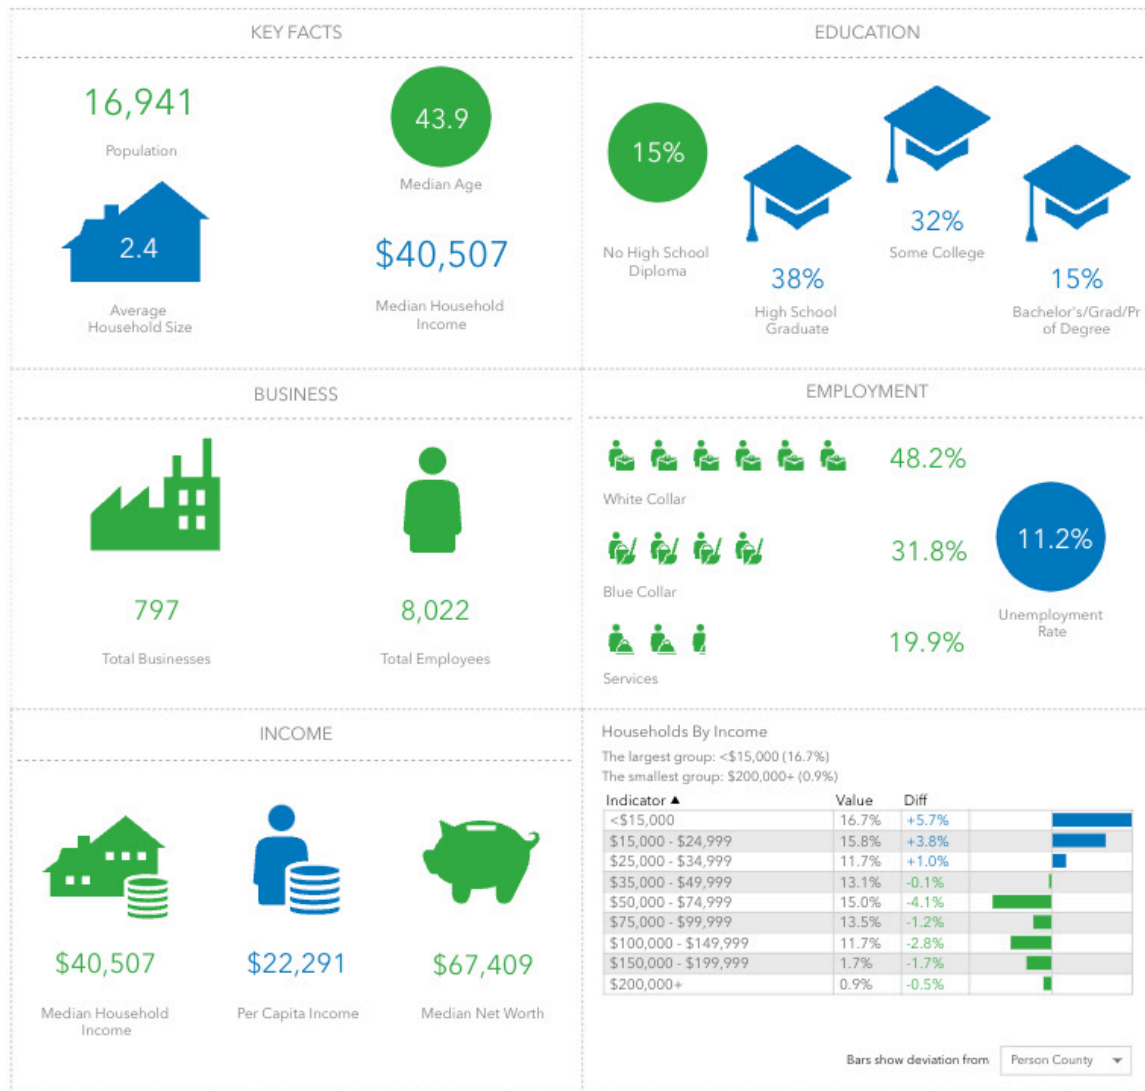 KEY FACTS
16,941
Population
43.9
Median Age
2.4
Average
Household Size
$40,507
Median Household
Income
EDUCATION
15%
No High School
Diploma
38%
High School
Graduate
32%
Some College
15%
Bachelor's/Grad/Pr
of Degree
BUSINESS
797
Total Businesses
8,022
Total Employees
EMPLOYMENT
48.2%
White Collar
31.8%
Blue Collar
19.9%
Services
11.2%
Unemployment
Rate
INCOME
$40,507
Median Household
Income
$22,291
Per Capita Income
$67,409
Median Net Worth
Households By Income
The largest group: <$15,000 (16.7%)
The smallest group: $200,000+ (0.9%)
Indicator ▲ Value Diff
<$15,000 16.7% +5.7%
$15,000 - $24,999 15.8% +3.8%
$25,000 - $34,999 11.7% +1.0%
$35,000 - $49,999 13.1% -0.1%
$50,000 - $74,999 15.0% -4.1%
$75,000 - $99,999 13.5% -1.2%
$100,000 - $149,999 11.7% -2.8%
$150,000 - $199,999 1.7% -1.7%
$200,000+ 0.9% -0.5%
Bars show deviation from Person County